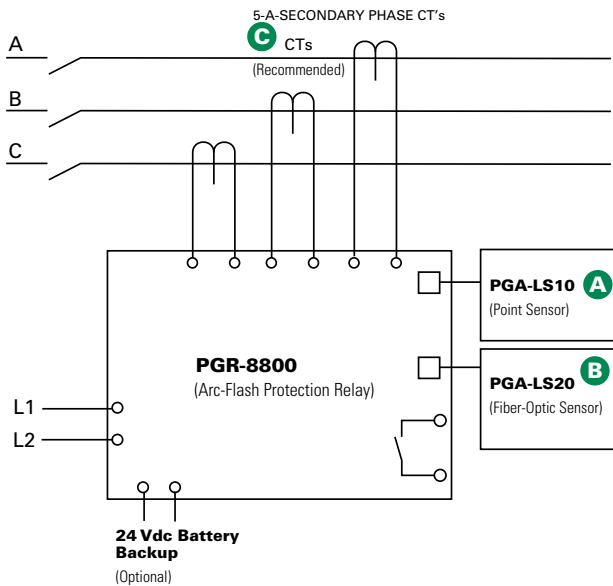 5-A-SECONDARY PHASE CT's
C CTs
(Recommended)
A
B
C
PGA-LS10 A
(Point Sensor)
PGR-8800
(Arc-Flash Protection Relay)
PGA-LS20 B
(Fiber-Optic Sensor)
L1
L2
24 Vdc Battery
Backup
(Optional)